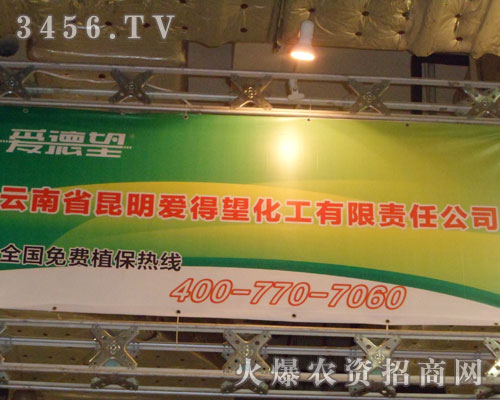 3456.TV
爱德望®
云南省昆明爱得望化工有限责任公司
全国免费植保热线
400-770-7060
火爆农资招商网